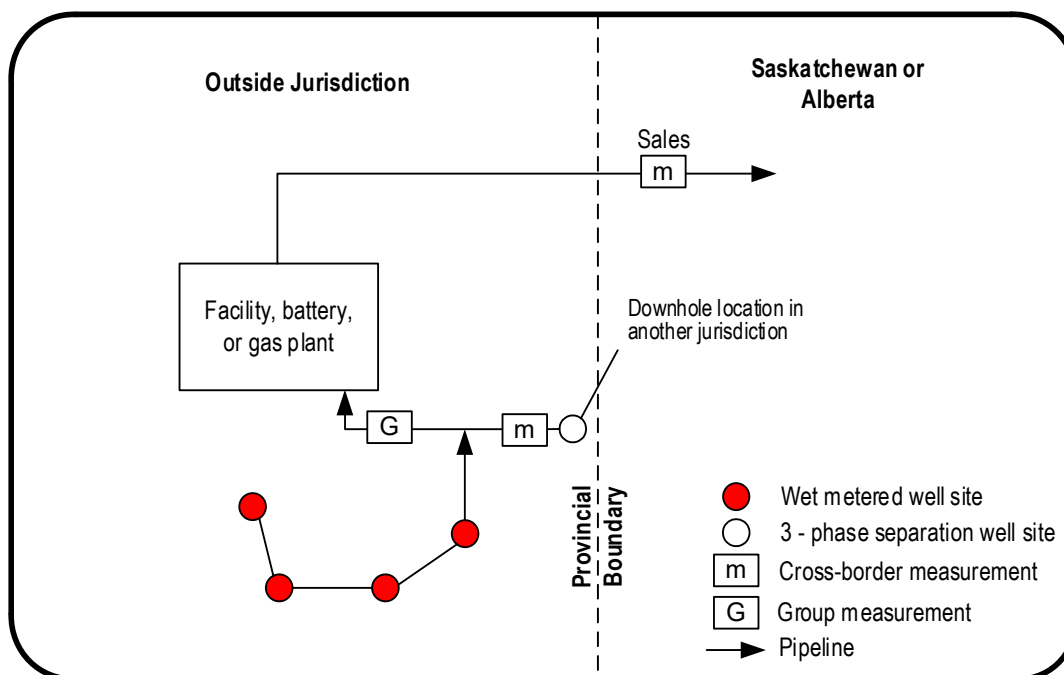 Outside Jurisdiction
Saskatchewan or
Alberta
Sales
m
Facility, battery,
or gas plant
Downhole location in
another jurisdiction
G
m
Provincial
Boundary
Wet metered well site
3 - phase separation well site
m Cross-border measurement
G Group measurement
Pipeline